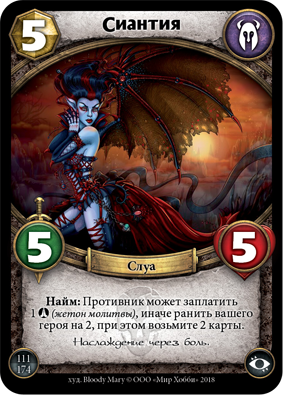 Сиантия
5
5
5
Слуа
Найм: Противник может заплатить
1 (жетон молитвы), иначе ранить вашего
героя на 2, при этом возьмите 2 карты.
Наслаждение через боль.
111
174
худ. Bloody Mary © ООО «Мир Хобби» 2018